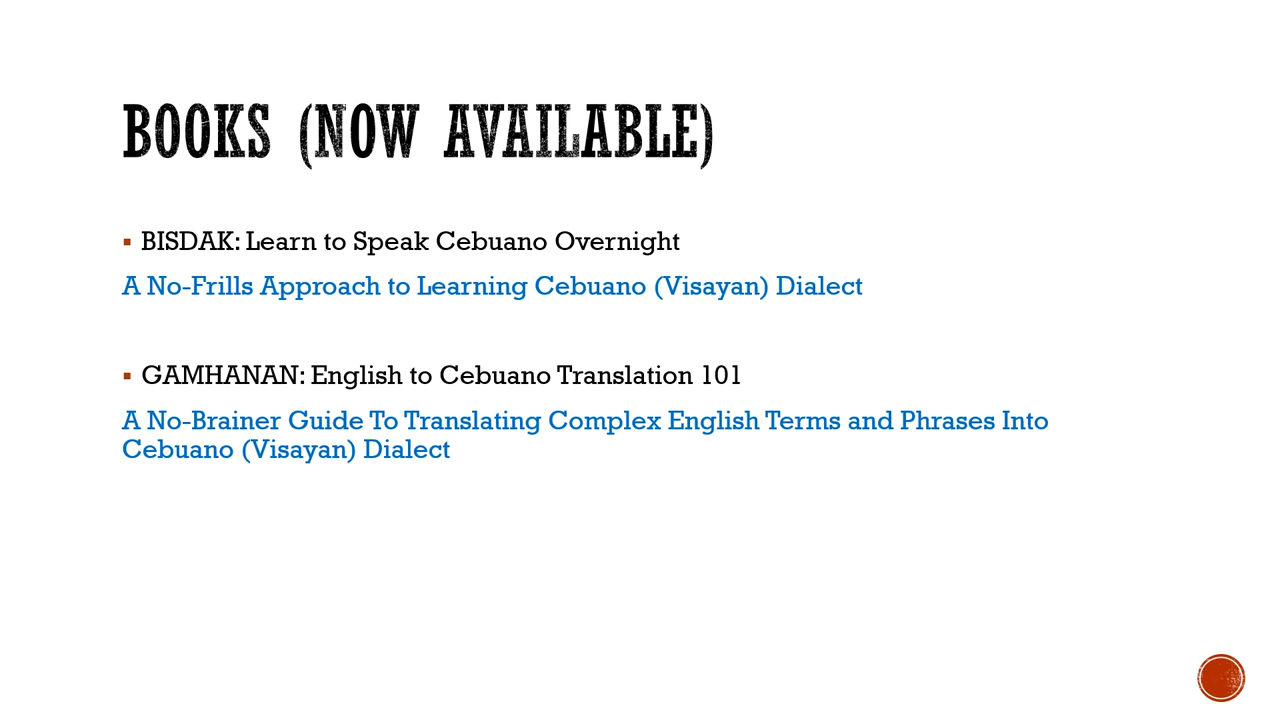 BOOKS (NOW AVAILABLE)
▪ BISDAK: Learn to Speak Cebuano Overnight
A No-Frills Approach to Learning Cebuano (Visayan) Dialect
▪ GAMHANAN: English to Cebuano Translation 101
A No-Brainer Guide To Translating Complex English Terms and Phrases Into
Cebuano (Visayan) Dialect